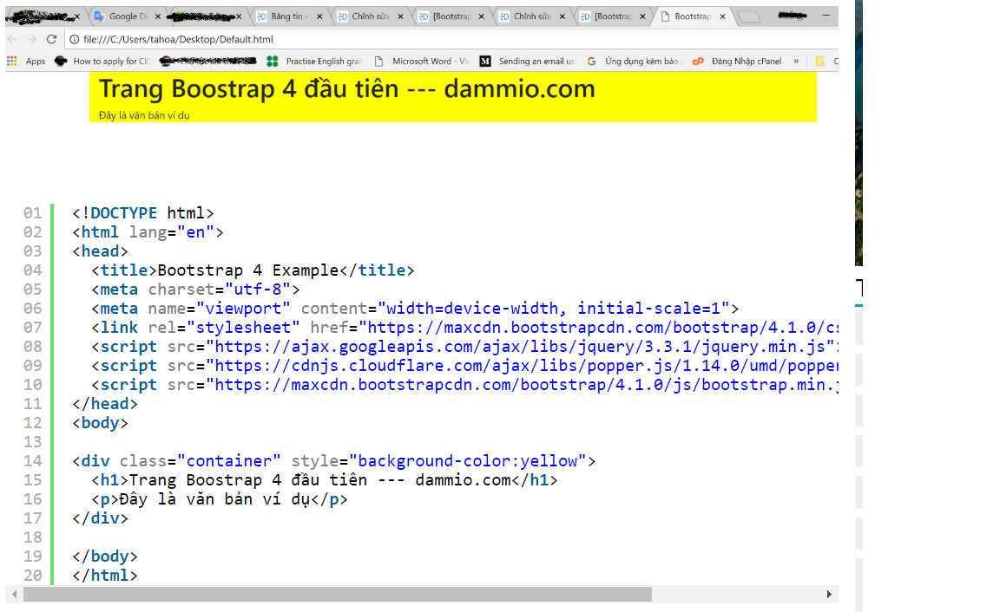 Google Di
Bảng tin ‹
Chỉnh sửa
[Bootstrap
Chỉnh sửa
[Bootstrap
Bootstrap
file:///C:/Users/tahoa/Desktop/Default.html
Apps
How to apply for CIC
Practise English gran
Microsoft Word - Vis
Sending an email us
Ứng dụng kém bảo
Đăng Nhập cPanel
»
Trang Boostrap 4 đầu tiên --- dammio.com
Đây là văn bản ví dụ
01 <!DOCTYPE html>
02 <html lang="en">
03 <head>
04 <title>Bootstrap 4 Example</title>
05 <meta charset="utf-8">
06 <meta name="viewport" content="width=device-width, initial-scale=1">
07 <link rel="stylesheet" href="https://maxcdn.bootstrapcdn.com/bootstrap/4.1.0/cs
08 <script src="https://ajax.googleapis.com/ajax/libs/jquery/3.3.1/jquery.min.js">
09 <script src="https://cdnjs.cloudflare.com/ajax/libs/popper.js/1.14.0/umd/popper
10 <script src="https://maxcdn.bootstrapcdn.com/bootstrap/4.1.0/js/bootstrap.min.j
11 </head>
12 <body>
13
14 <div class="container" style="background-color:yellow">
15 <h1>Trang Boostrap 4 đầu tiên --- dammio.com</h1>
16 <p>Đây là văn bản ví dụ</p>
17 </div>
18
19 </body>
20 </html>